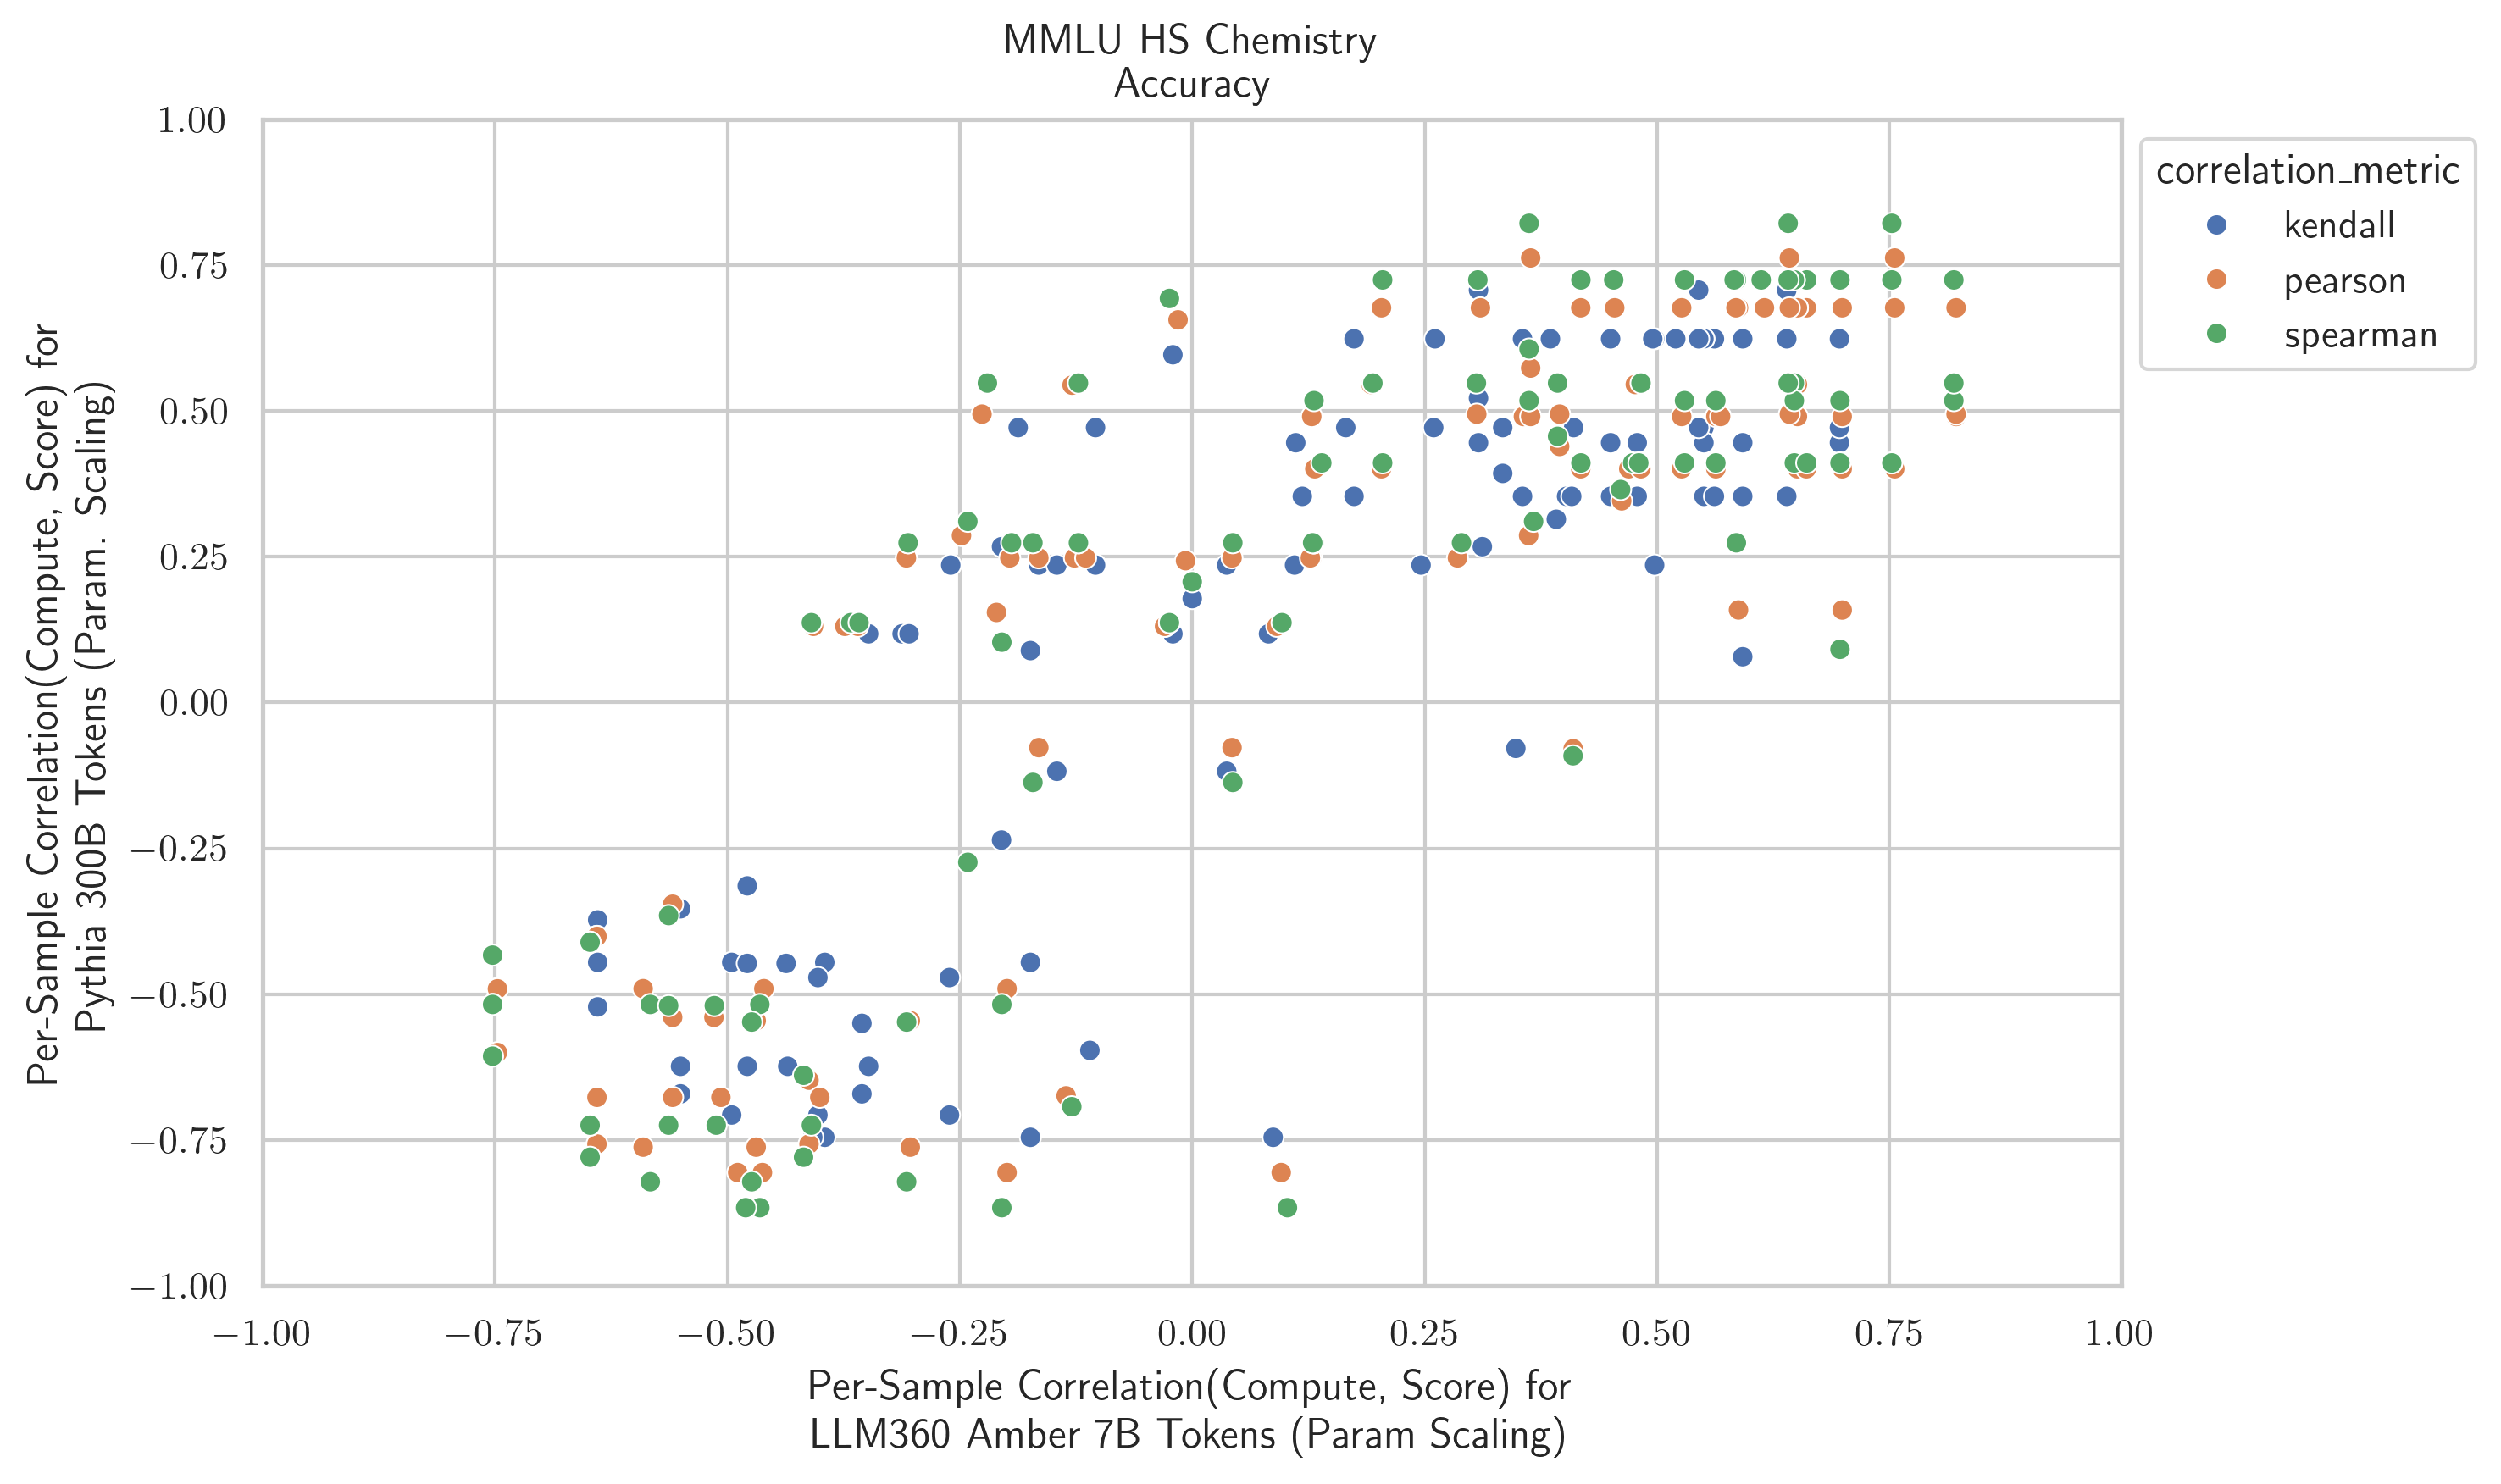 MMLU HS Chemistry
Accuracy
Per-Sample Correlation(Compute, Score) for
Pythia 300B Tokens (Param. Scaling)
1.00
0.75
0.50
0.25
0.00
−0.25
−0.50
−0.75
−1.00
−1.00 −0.75 −0.50 −0.25 0.00 0.25 0.50 0.75 1.00
Per-Sample Correlation(Compute, Score) for
LLM360 Amber 7B Tokens (Param Scaling)
correlation_metric
kendall
pearson
spearman